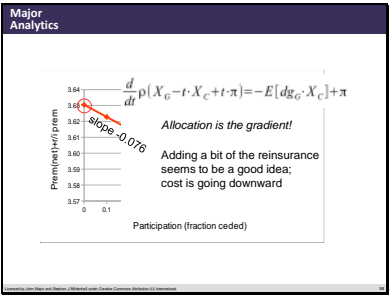 Major
Analytics
d/dt ρ(X_G−t·X_C+t·π)=−E[dg_G·X_C]+π
3.64
3.63
3.62
3.61
3.60
3.59
3.58
3.57
0 0.1
Prem(net)+r/i prem
slope -0.076
Allocation is the gradient!
Adding a bit of the reinsurance
seems to be a good idea;
cost is going downward
Participation (fraction ceded)
Licensed by John Major and Stephen J Mildenhall under Creative Commons Attribution 4.0 International